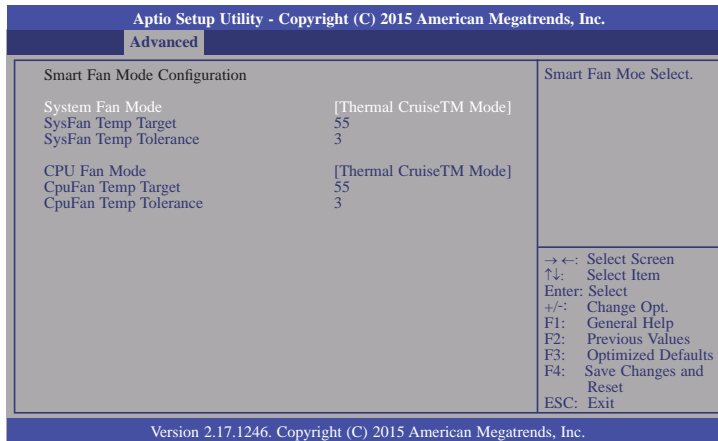 Aptio Setup Utility - Copyright (C) 2015 American Megatrends, Inc.
Advanced
Smart Fan Mode Configuration
System Fan Mode [Thermal CruiseTM Mode]
SysFan Temp Target 55
SysFan Temp Tolerance 3
CPU Fan Mode [Thermal CruiseTM Mode]
CpuFan Temp Target 55
CpuFan Temp Tolerance 3
Smart Fan Moe Select.
→←: Select Screen
↑↓: Select Item
Enter: Select
+/-: Change Opt.
F1: General Help
F2: Previous Values
F3: Optimized Defaults
F4: Save Changes and
Reset
ESC: Exit
Version 2.17.1246. Copyright (C) 2015 American Megatrends, Inc.